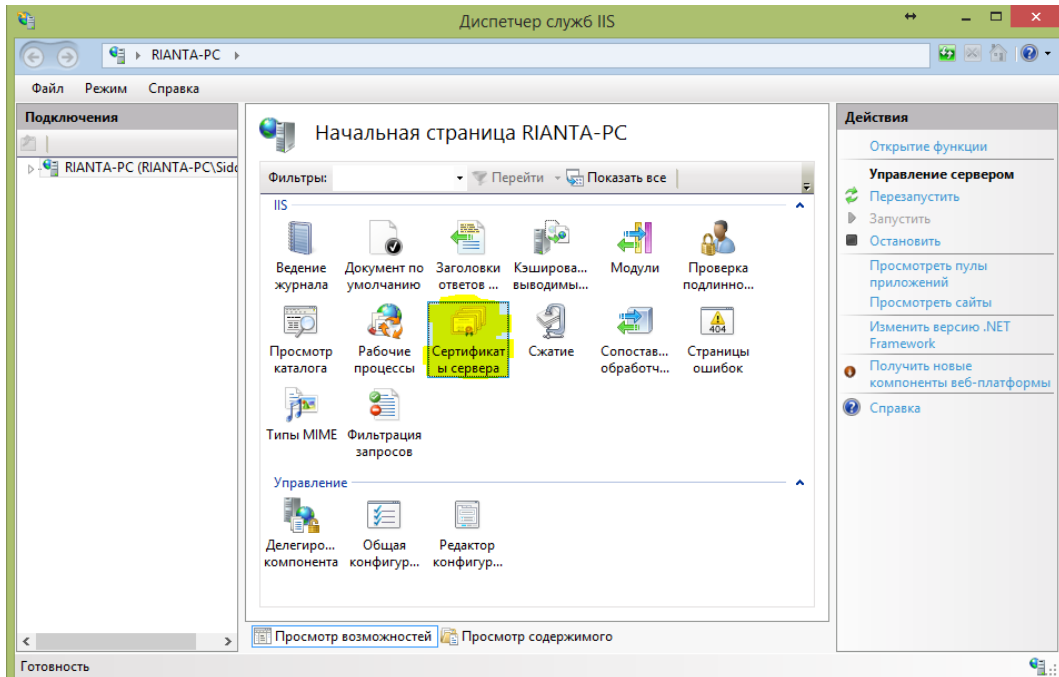 Диспетчер служб IIS
RIANTA-PC
Файл Режим Справка
Подключения
RIANTA-PC (RIANTA-PC\Sid
Начальная страница RIANTA-PC
Фильтры: Перейти Показать все
IIS
Ведение журнала
Документ по умолчанию
Заголовки ответов ...
Кэширова... выводимы...
Модули
Проверка подлинно...
Просмотр каталога
Рабочие процессы
Сертификат ы сервера
Сжатие
Сопостав... обработч...
404
Страницы ошибок
Типы MIME
Фильтрация запросов
Управление
Делегиро... компонента
Общая конфигур...
Редактор конфигур...
Просмотр возможностей Просмотр содержимого
Действия
Открытие функции
Управление сервером
Перезапустить
Запустить
Остановить
Просмотреть пулы
приложений
Просмотреть сайты
Изменить версию .NET
Framework
Получить новые
компоненты веб-платформы
Справка
Готовность